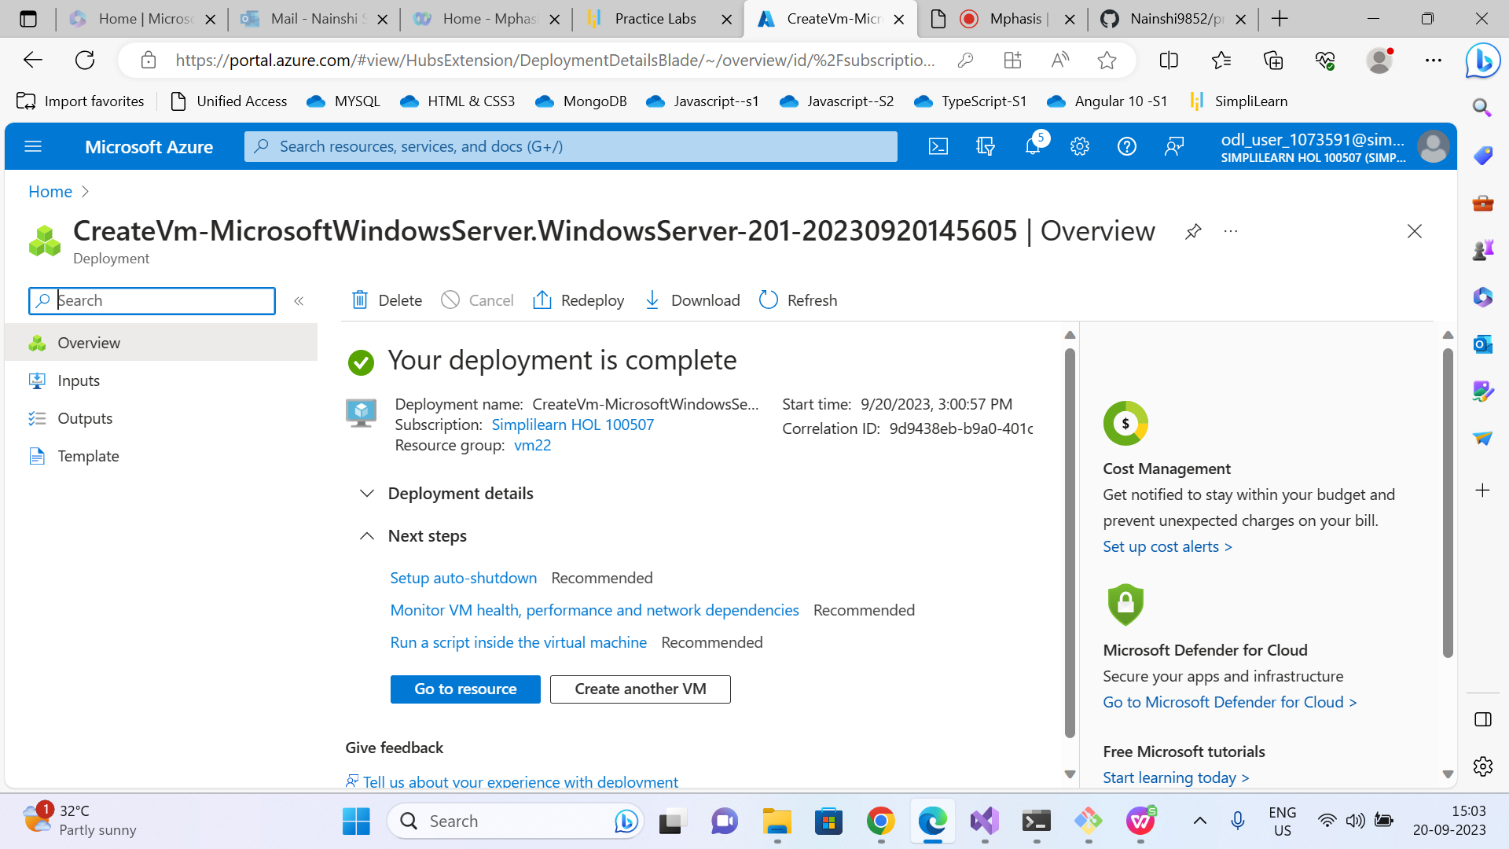 Home | Microso
Mail - Nainshi S
Home - Mphas
Practice Labs
CreateVm-Micr
Mphasis |
Nainshi9852/pr
https://portal.azure.com/#view/HubsExtension/DeploymentDetailsBlade/~/overview/id/%2Fsubscriptio...
Import favorites
Unified Access
MYSQL
HTML & CSS3
MongoDB
Javascript--s1
Javascript--S2
TypeScript-S1
Angular 10 -S1
SimpliLearn
Microsoft Azure
Search resources, services, and docs (G+/)
5
odl_user_1073591@sim...
SIMPLILEARN HOL 100507 (SIMP...
Home
CreateVm-MicrosoftWindowsServer.WindowsServer-201-20230920145605 | Overview
Deployment
Search
Delete
Cancel
Redeploy
Download
Refresh
Overview
Inputs
Outputs
Template
Your deployment is complete
Deployment name: CreateVm-MicrosoftWindowsSe...
Subscription: Simplilearn HOL 100507
Resource group: vm22
Start time: 9/20/2023, 3:00:57 PM
Correlation ID: 9d9438eb-b9a0-401c
Deployment details
Next steps
Setup auto-shutdown Recommended
Monitor VM health, performance and network dependencies Recommended
Run a script inside the virtual machine Recommended
Go to resource
Create another VM
Give feedback
Tell us about your experience with deployment
Cost Management
Get notified to stay within your budget and
prevent unexpected charges on your bill.
Set up cost alerts >
Microsoft Defender for Cloud
Secure your apps and infrastructure
Go to Microsoft Defender for Cloud >
Free Microsoft tutorials
Start learning today >
1
32°C
Partly sunny
Search
ENG
US
15:03
20-09-2023